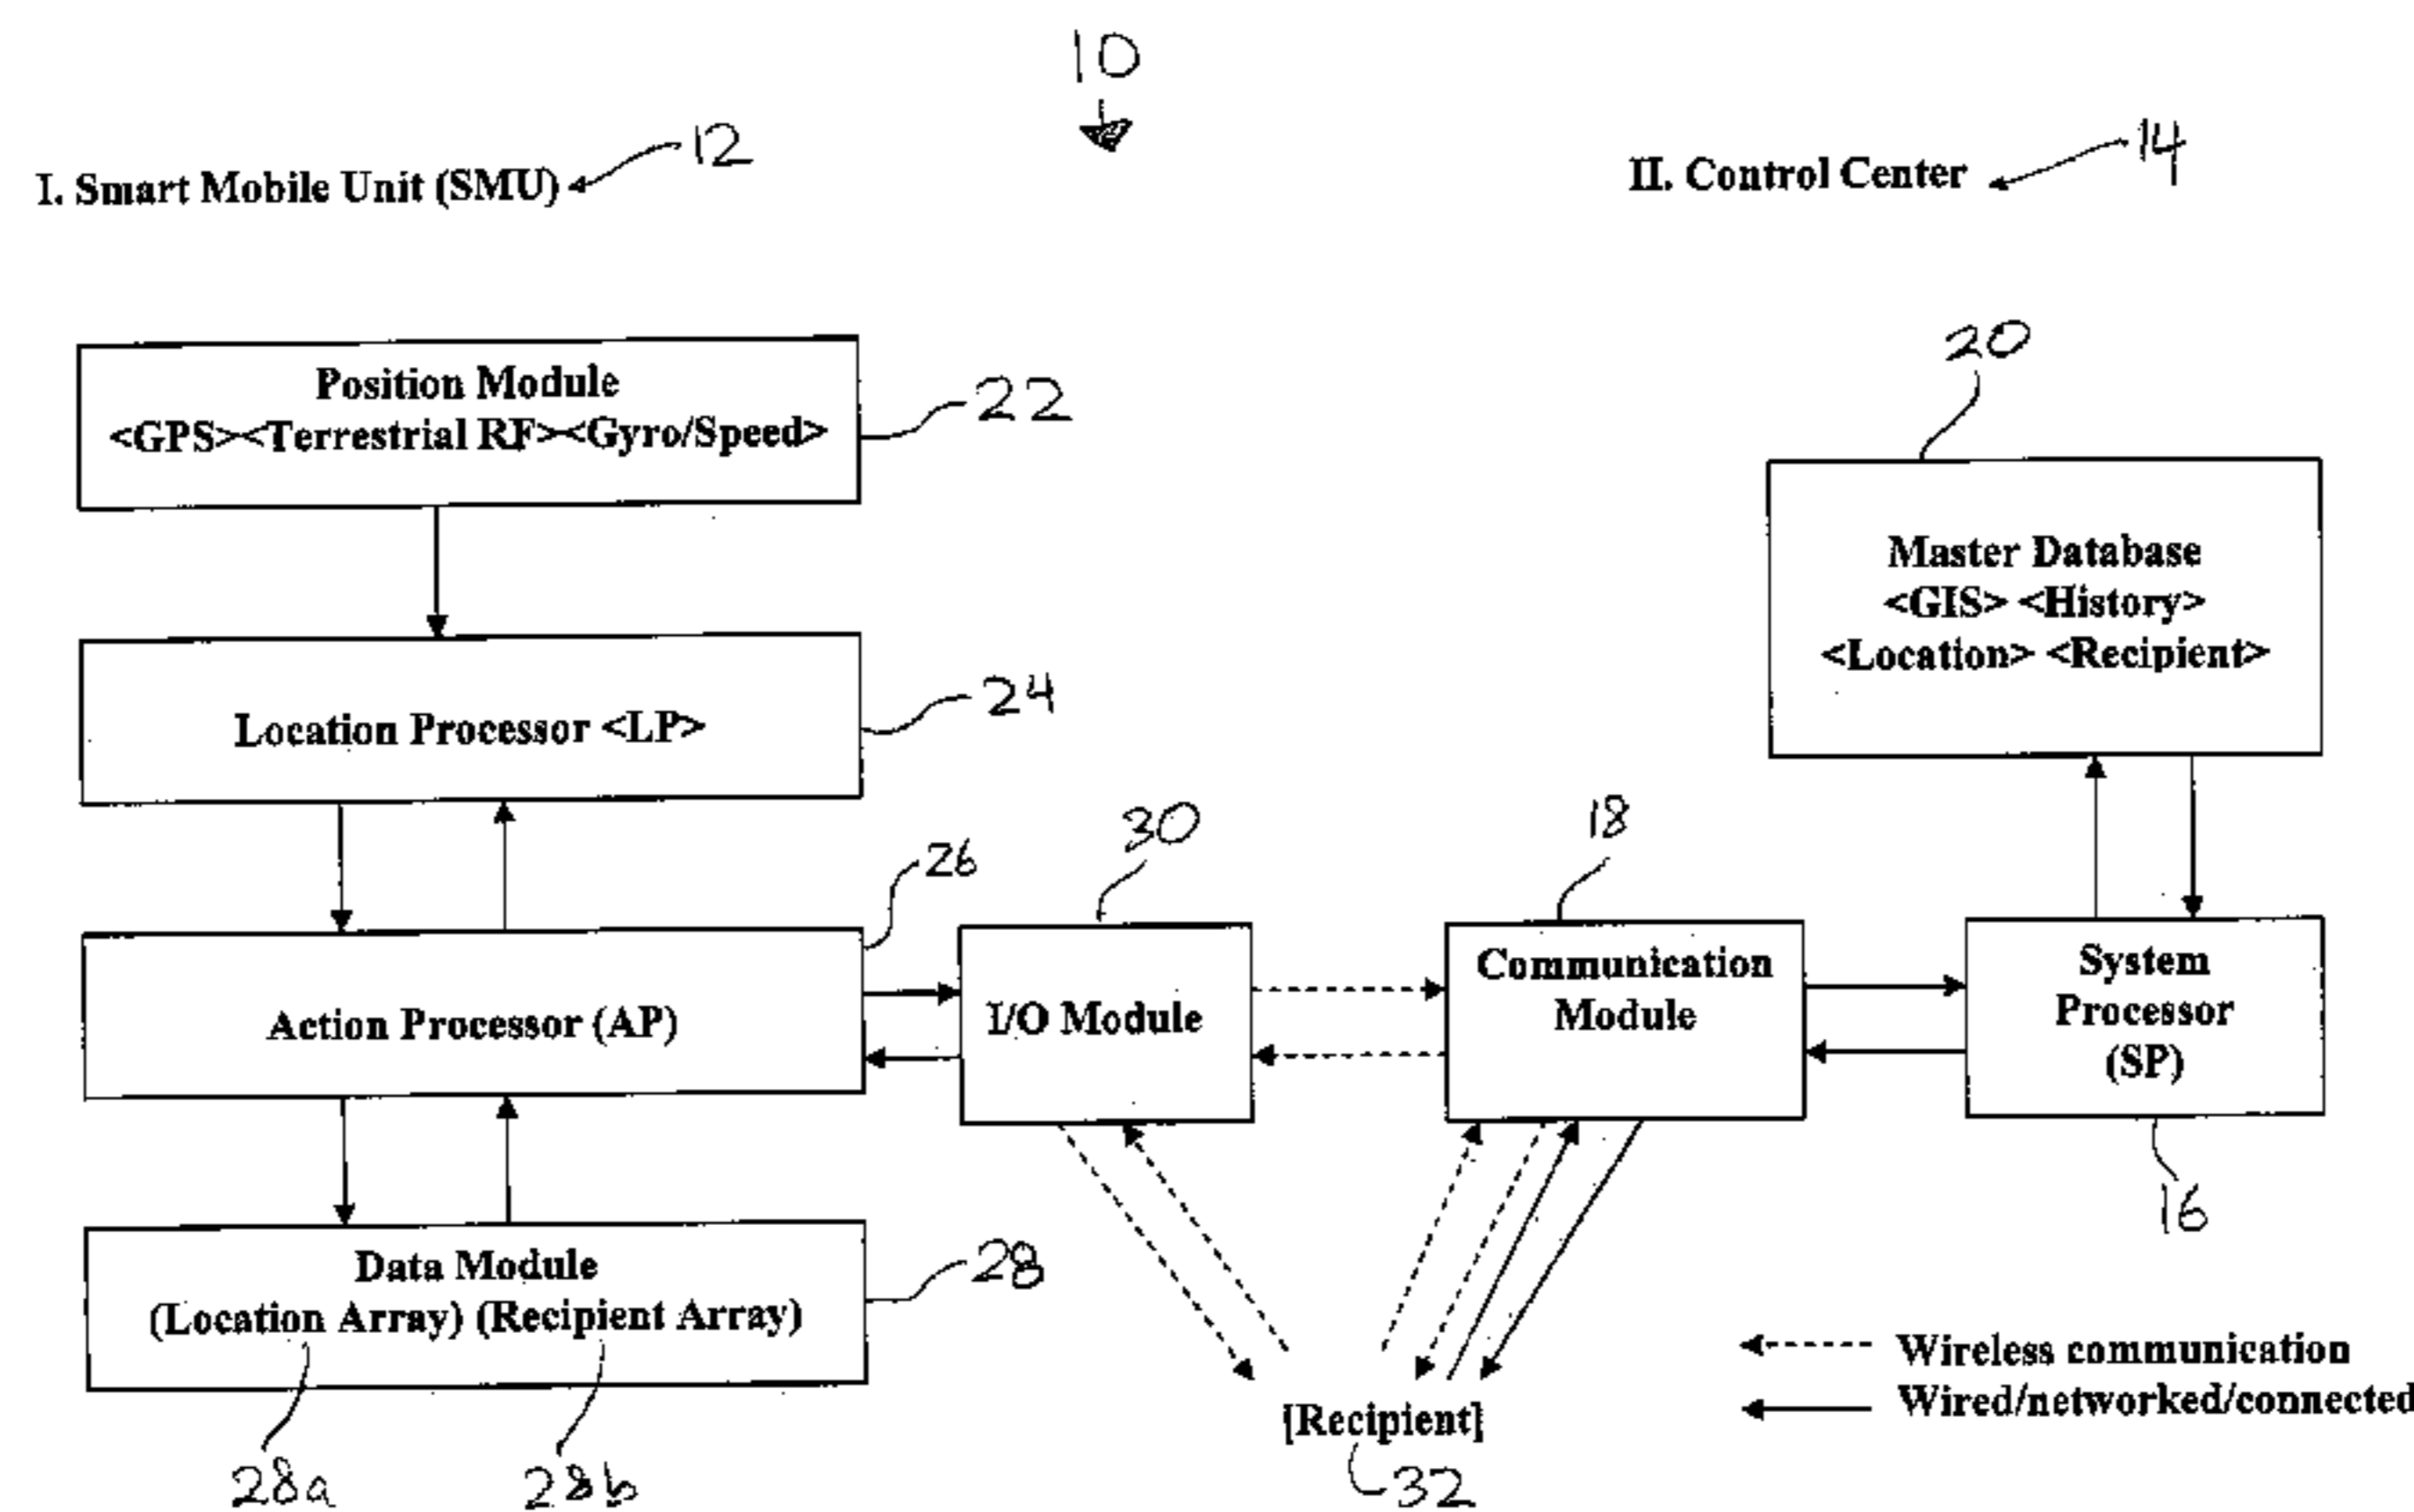 10
I. Smart Mobile Unit (SMU)
12
II. Control Center
14
Position Module
<GPS><Terrestrial RF><Gyro/Speed>
22
Location Processor <LP>
24
Action Processor (AP)
26
Data Module
(Location Array) (Recipient Array)
28
28a
28b
I/O Module
30
Communication
Module
18
Master Database
<GIS> <History>
<Location> <Recipient>
20
System
Processor
(SP)
16
[Recipient]
32
Wireless communication
Wired/networked/connected